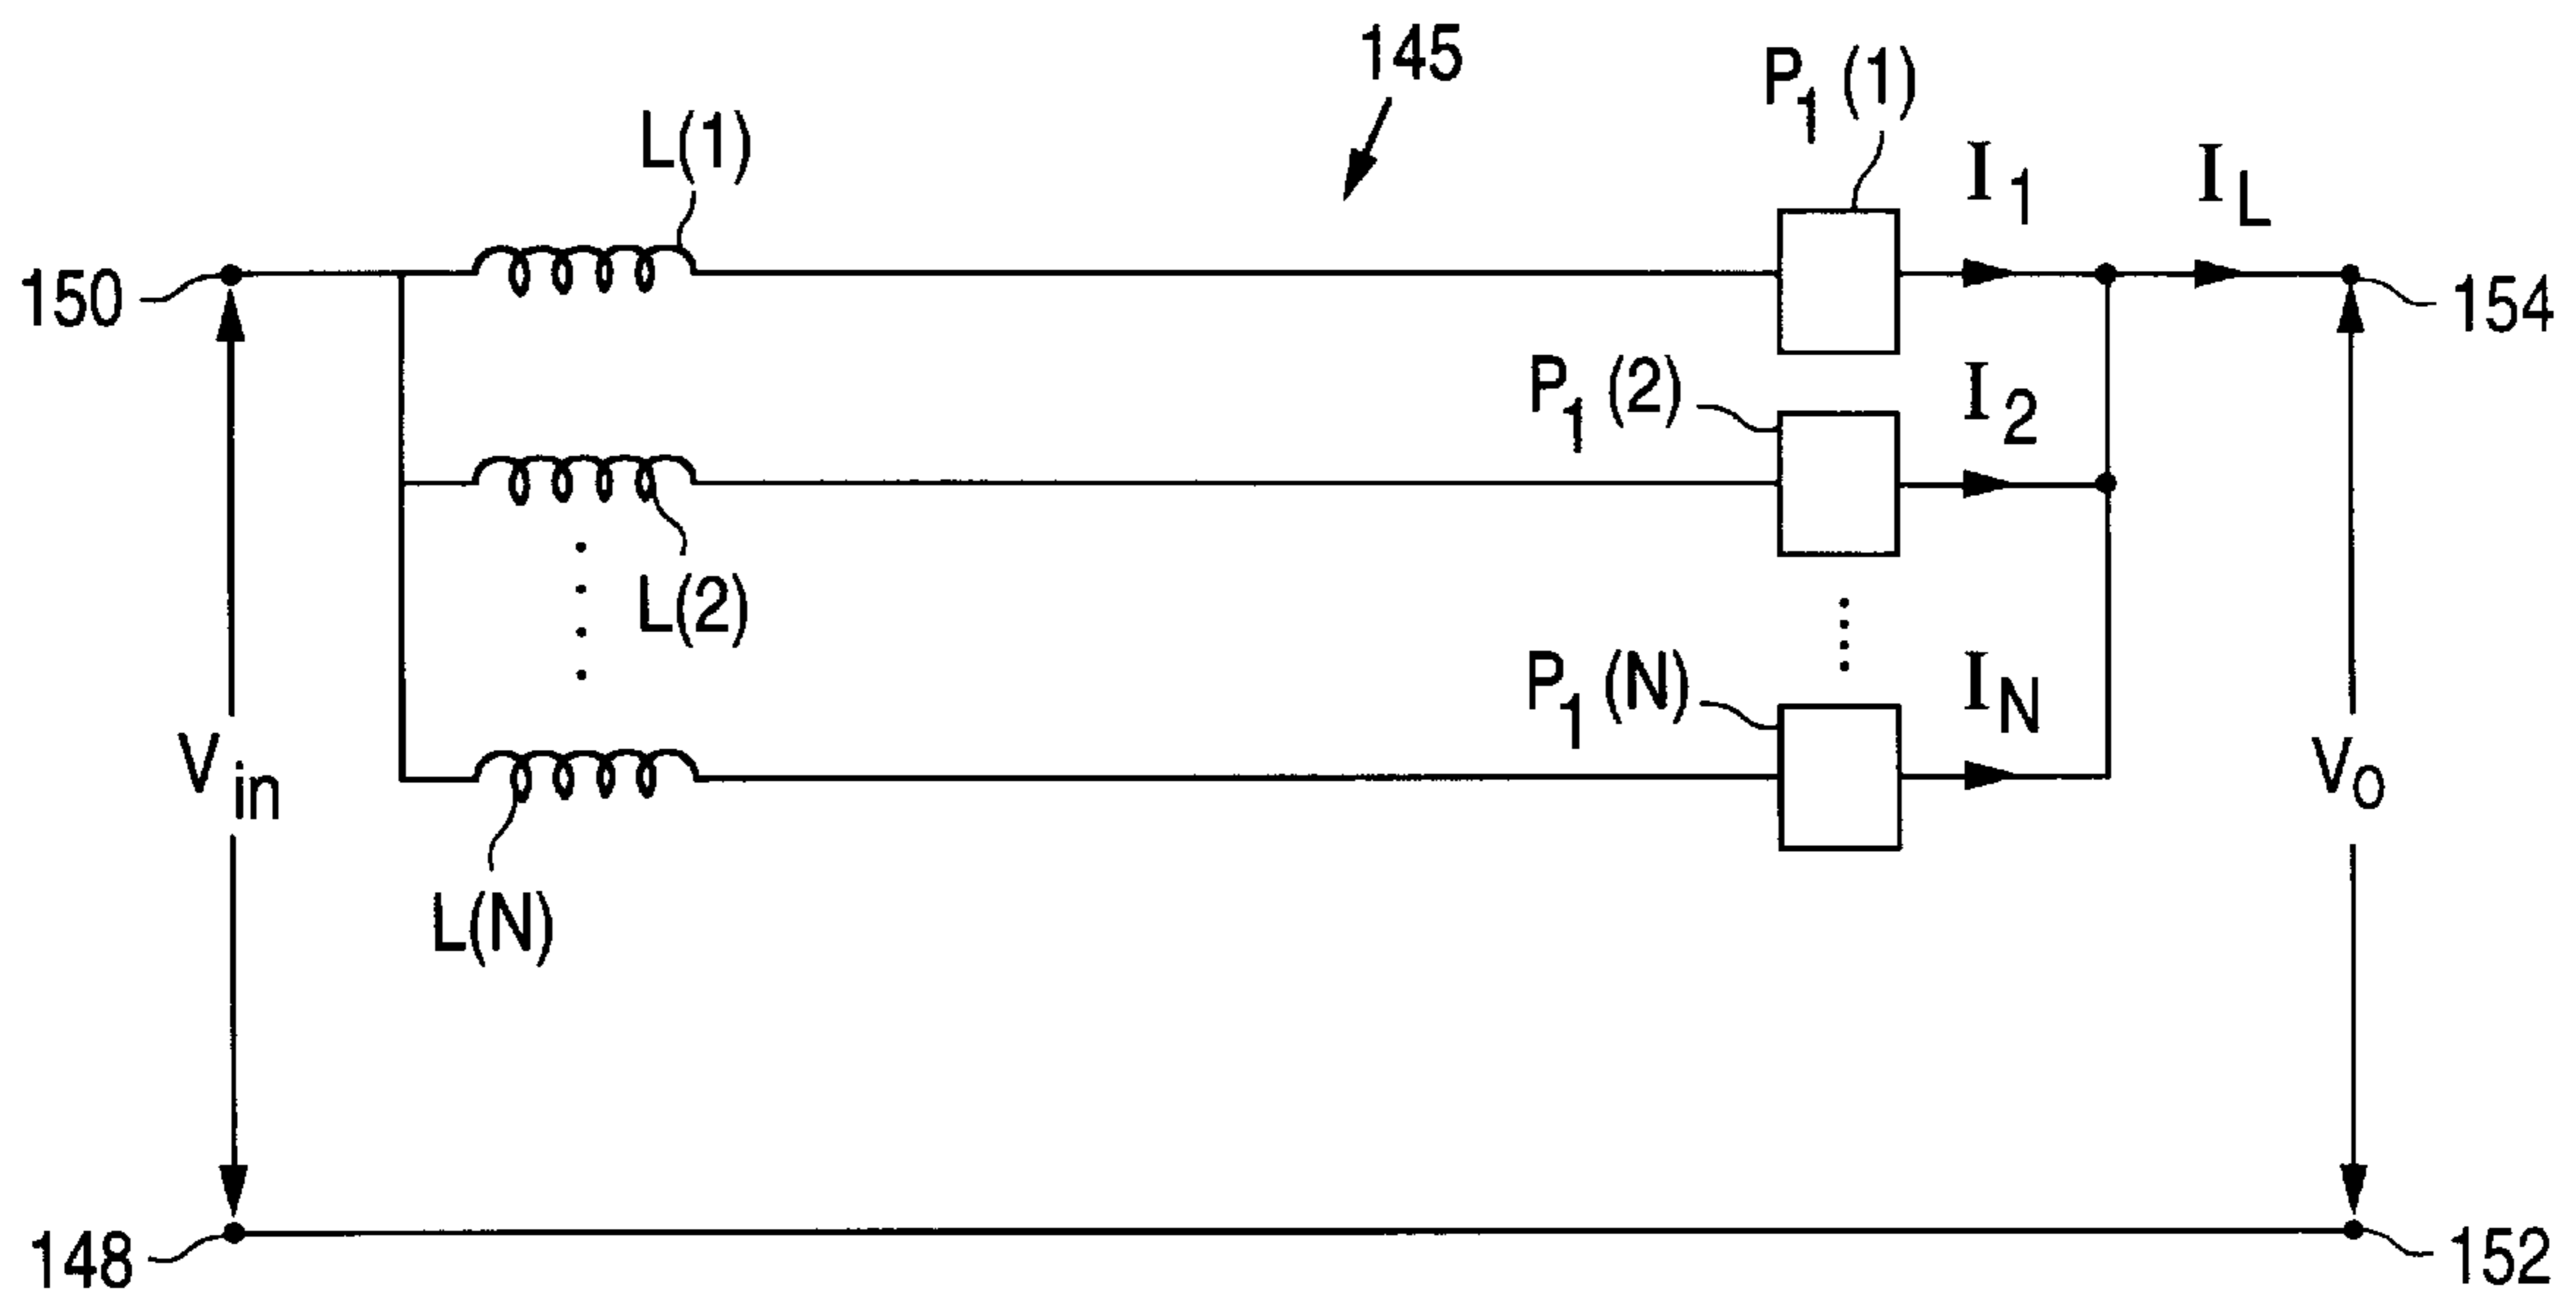 145
P1 (1)
L(1)
I1
IL
150
154
P1 (2)
I2
L(2)
P1 (N)
IN
Vin
VO
L(N)
148
152